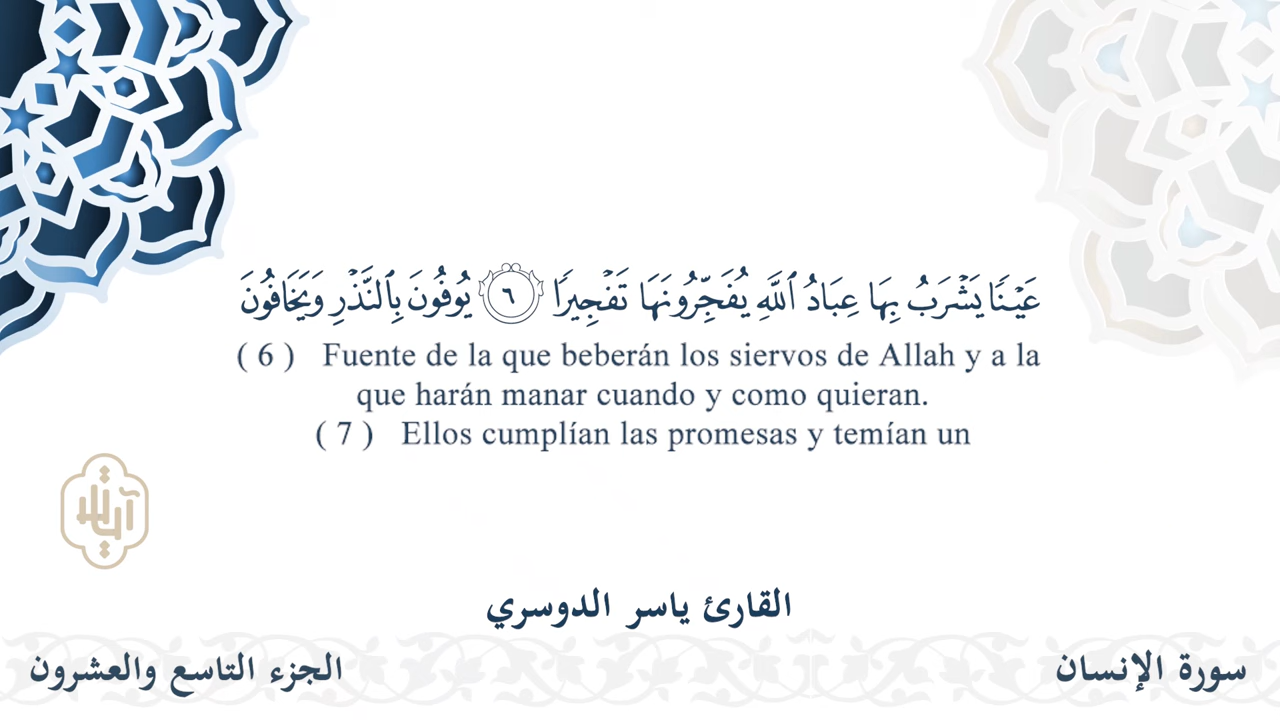 عَيْنًا يَشْرَبُ بِهَا عِبَادُ ٱللَّهِ يُفَجِّرُونَهَا تَفْجِيرًا ٦ يُوفُونَ بِٱلنَّذْرِ وَيَخَافُونَ
( 6 ) Fuente de la que beberán los siervos de Allah y a la
que harán manar cuando y como quieran.
( 7 ) Ellos cumplían las promesas y temían un
آيات
القارئ ياسر الدوسري
سورة الإنسان
الجزء التاسع والعشرون